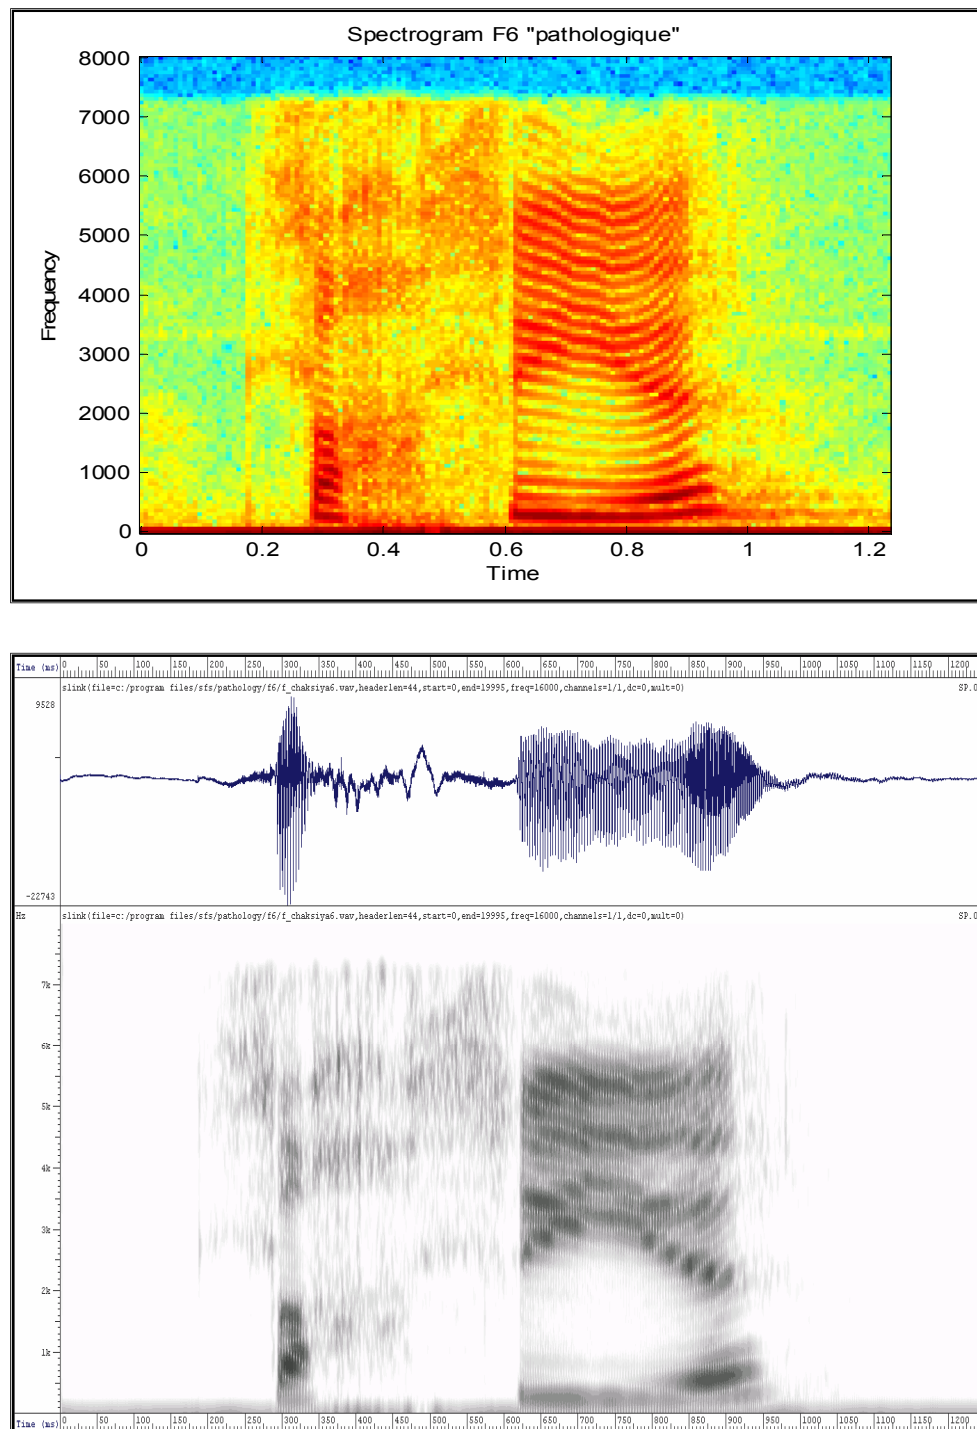 Spectrogram F6 "pathologique"
8000
7000
6000
5000
4000
3000
2000
1000
0
Frequency
0 0.2 0.4 0.6 0.8 1 1.2
Time
Time (ms) 0 50 100 150 200 250 300 350 400 450 500 550 600 650 700 750 800 850 900 950 1000 1050 1100 1150 1200
slink(file=c:/program files/sfs/pathology/f6/f_chaksiya6.wav,headerlen=44,start=0,end=19995,freq=16000,channels=1/1,dc=0,mult=0) SP.0
9528
-22743
Hz slink(file=c:/program files/sfs/pathology/f6/f_chaksiya6.wav,headerlen=44,start=0,end=19995,freq=16000,channels=1/1,dc=0,mult=0) SP.0
7k
6k
5k
4k
3k
2k
1k
Time (ms) 0 50 100 150 200 250 300 350 400 450 500 550 600 650 700 750 800 850 900 950 1000 1050 1100 1150 1200